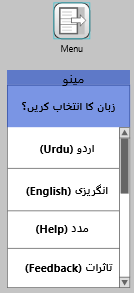 Menu
مینو
زبان کا انتخاب کریں؟
اردو (Urdu)
انگریزی (English)
مدد (Help)
تاثرات (Feedback)